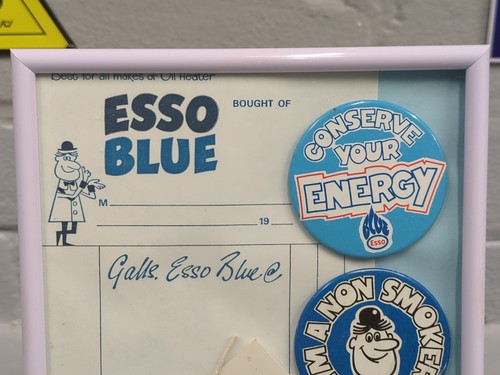 Best for all makes of Oil Heater
ESSO
BLUE
BOUGHT OF
M
19
Galls. Esso Blue @
CONSERVE
YOUR
ENERGY
BLUE
Esso
I'M A NON SMOKER